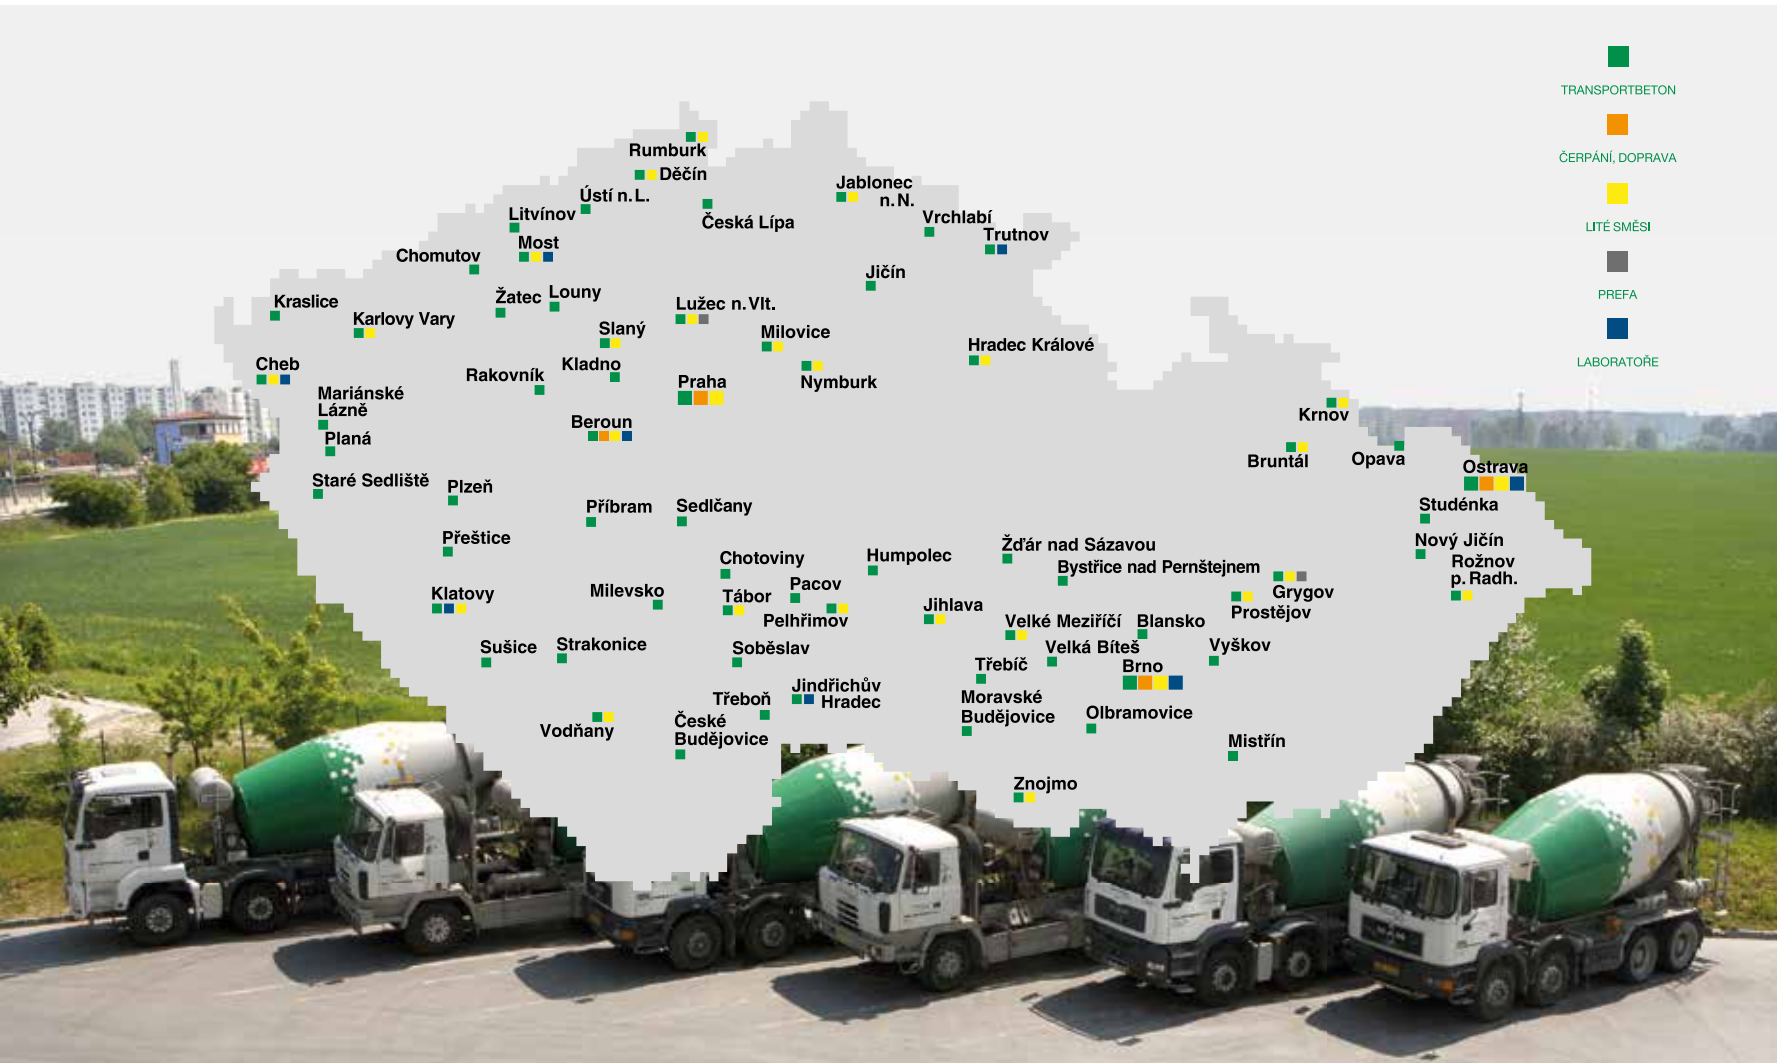 TRANSPORTBETON
ČERPÁNÍ, DOPRAVA
LITÉ SMĚSI
PREFA
LABORATOŘE
Rumburk
Děčín
Ústí n. L.
Česká Lípa
Jablonec
n. N.
Litvínov
Vrchlabí
Most
Trutnov
Chomutov
Jičín
Žatec
Louny
Kraslice
Lužec n. Vlt.
Karlovy Vary
Slaný
Milovice
Hradec Králové
Cheb
Rakovník
Kladno
Praha
Nymburk
Mariánské
Lázně
Planá
Beroun
Krnov
Bruntál
Opava
Ostrava
Staré Sedliště
Plzeň
Příbram
Sedlčany
Studénka
Přeštice
Chotoviny
Humpolec
Žďár nad Sázavou
Bystřice nad Pernštejnem
Nový Jičín
Rožnov
p. Radh.
Klatovy
Milevsko
Tábor
Pacov
Pelhřimov
Jihlava
Grygov
Prostějov
Velké Meziříčí
Blansko
Sušice
Strakonice
Soběslav
Velká Bíteš
Vyškov
Třebíč
Brno
Jindřichův
Hradec
Třeboň
Moravské
Budějovice
Olbramovice
Vodňany
České
Budějovice
Mistřín
Znojmo